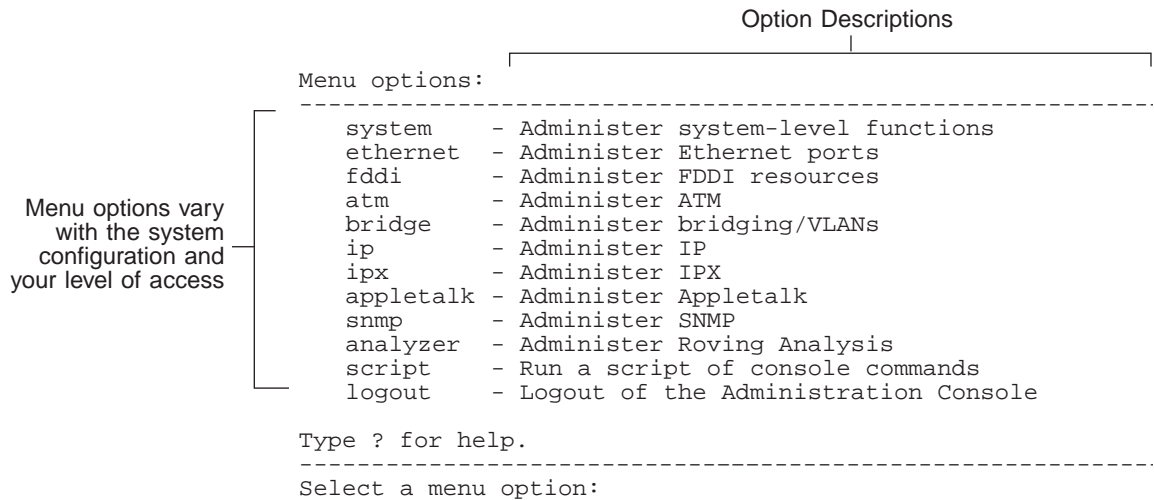 Option Descriptions
Menu options:
--------------------------------------------------------------
system - Administer system-level functions
ethernet - Administer Ethernet ports
fddi - Administer FDDI resources
atm - Administer ATM
bridge - Administer bridging/VLANs
ip - Administer IP
ipx - Administer IPX
appletalk - Administer Appletalk
snmp - Administer SNMP
analyzer - Administer Roving Analysis
script - Run a script of console commands
logout - Logout of the Administration Console
Menu options vary
with the system
configuration and
your level of access
Type ? for help.
--------------------------------------------------------------
Select a menu option: